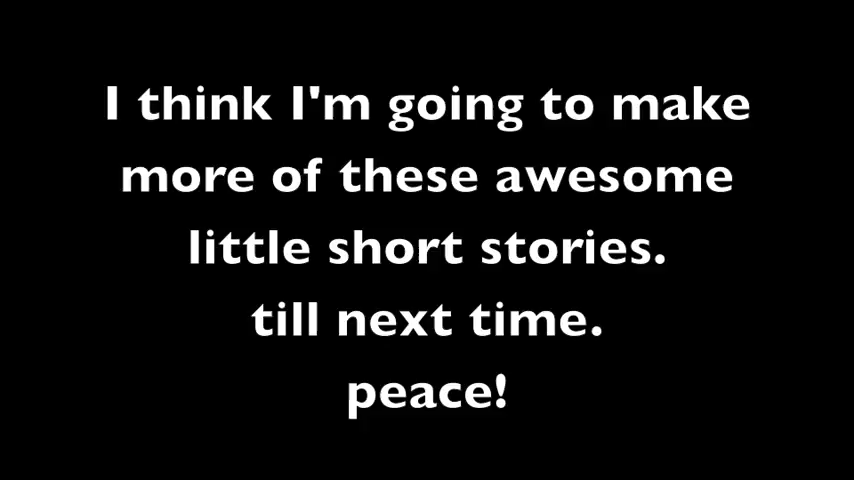 I think I'm going to make
more of these awesome
little short stories.
till next time.
peace!